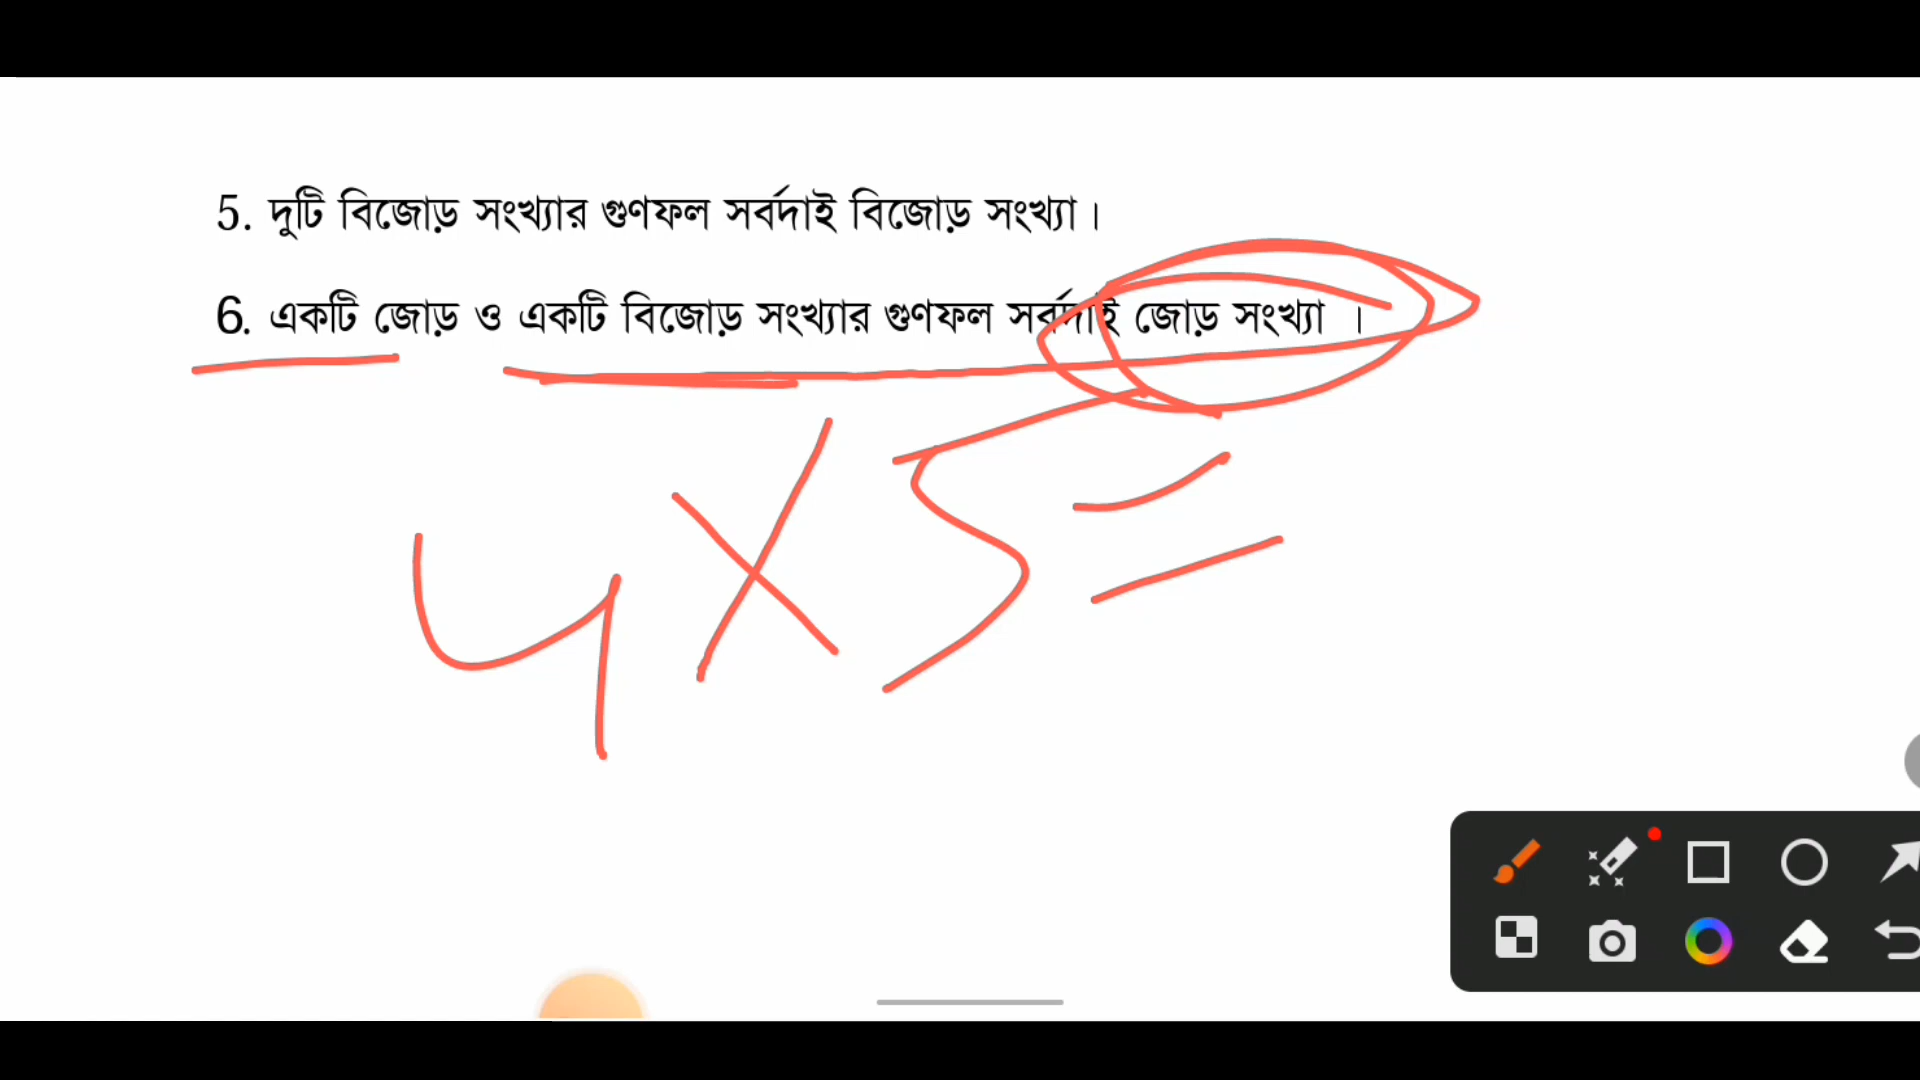 5. দুটি বিজোড় সংখ্যার গুণফল সর্বদাই বিজোড় সংখ্যা।
6. একটি জোড় ও একটি বিজোড় সংখ্যার গুণফল সর্বদাই জোড় সংখ্যা ।
4 X 5 =